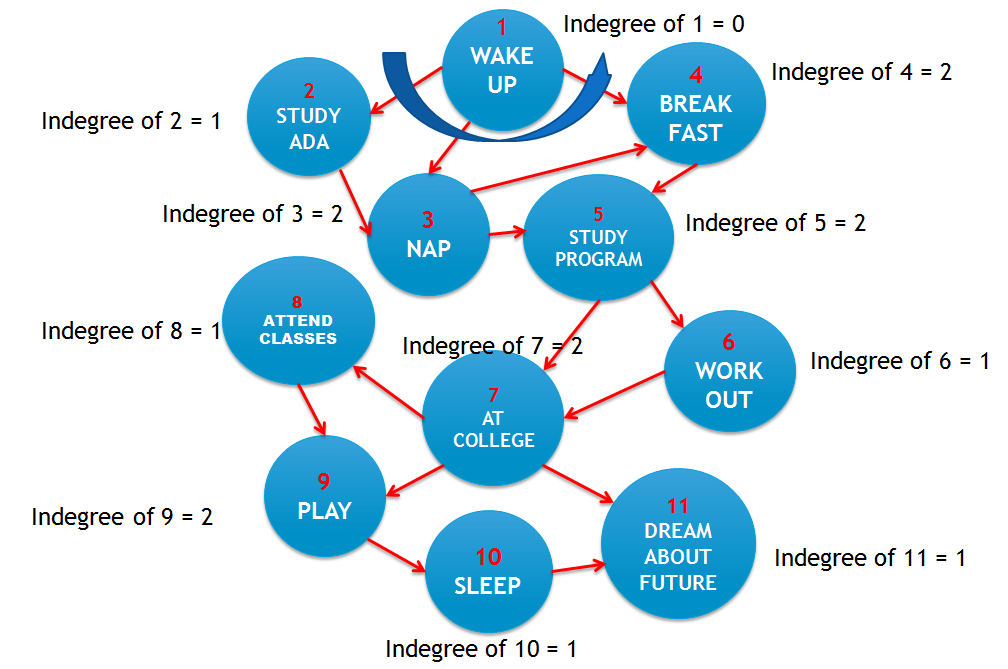 1
WAKE
UP
Indegree of 1 = 0
2
STUDY
ADA
Indegree of 2 = 1
4
BREAK
FAST
Indegree of 4 = 2
Indegree of 3 = 2
3
NAP
5
STUDY
PROGRAM
Indegree of 5 = 2
8
ATTEND
CLASSES
Indegree of 8 = 1
Indegree of 7 = 2
7
AT
COLLEGE
6
WORK
OUT
Indegree of 6 = 1
9
PLAY
Indegree of 9 = 2
10
SLEEP
Indegree of 10 = 1
11
DREAM
ABOUT
FUTURE
Indegree of 11 = 1